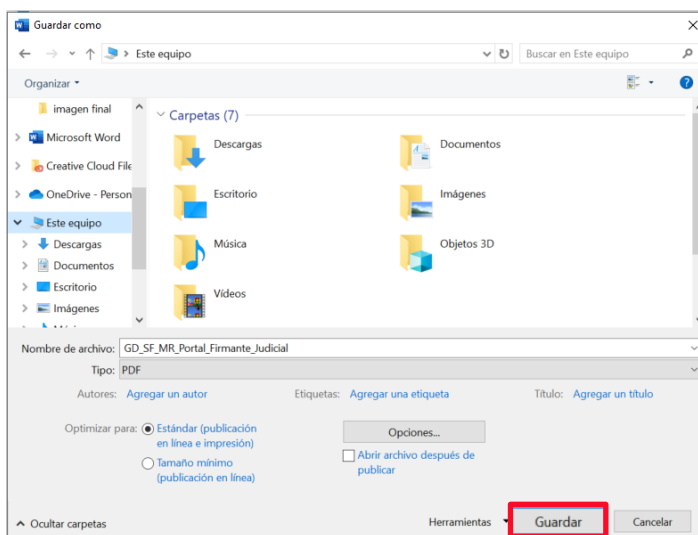 Guardar como
Este equipo
Buscar en Este equipo
Organizar
imagen final
Microsoft Word
Creative Cloud File
OneDrive - Person
Este equipo
Descargas
Documentos
Escritorio
Imágenes
Carpetas (7)
Descargas
Documentos
Escritorio
Imágenes
Música
Objetos 3D
Vídeos
Nombre de archivo: GD_SF_MR_Portal_Firmante_Judicial
Tipo: PDF
Autores: Agregar un autor
Etiquetas: Agregar una etiqueta
Título: Agregar un título
Optimizar para:
Estándar (publicación
en línea e impresión)
Tamaño mínimo
(publicación en línea)
Opciones...
Abrir archivo después de
publicar
Ocultar carpetas
Herramientas
Guardar
Cancelar